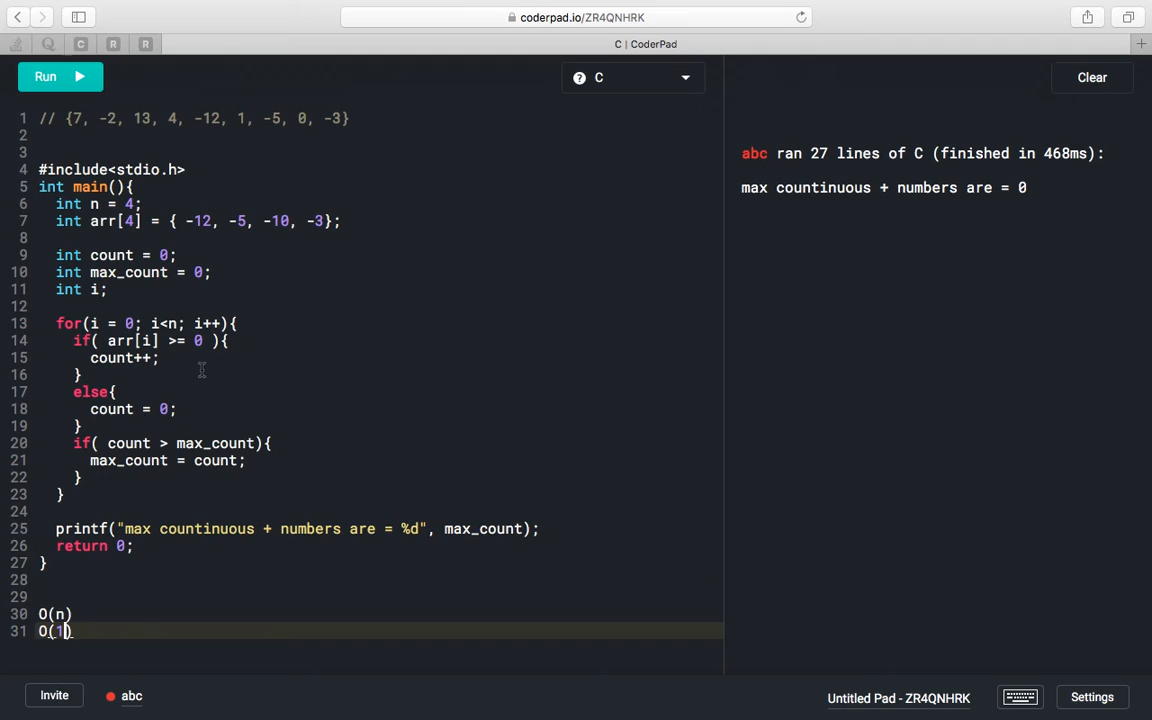 coderpad.io/ZR4QNHRK
Q C R R C | CoderPad
Run
? C
Clear
1 // {7, -2, 13, 4, -12, 1, -5, 0, -3}
2
3
4 #include<stdio.h>
5 int main(){
6 int n = 4;
7 int arr[4] = { -12, -5, -10, -3};
8
9 int count = 0;
10 int max_count = 0;
11 int i;
12
13 for(i = 0; i<n; i++){
14 if( arr[i] >= 0 ){
15 count++;
16 }
17 else{
18 count = 0;
19 }
20 if( count > max_count){
21 max_count = count;
22 }
23 }
24
25 printf("max countinuous + numbers are = %d", max_count);
26 return 0;
27 }
28
29
30 O(n)
31 O(1)
abc ran 27 lines of C (finished in 468ms):
max countinuous + numbers are = 0
Invite
abc
Untitled Pad - ZR4QNHRK
Settings